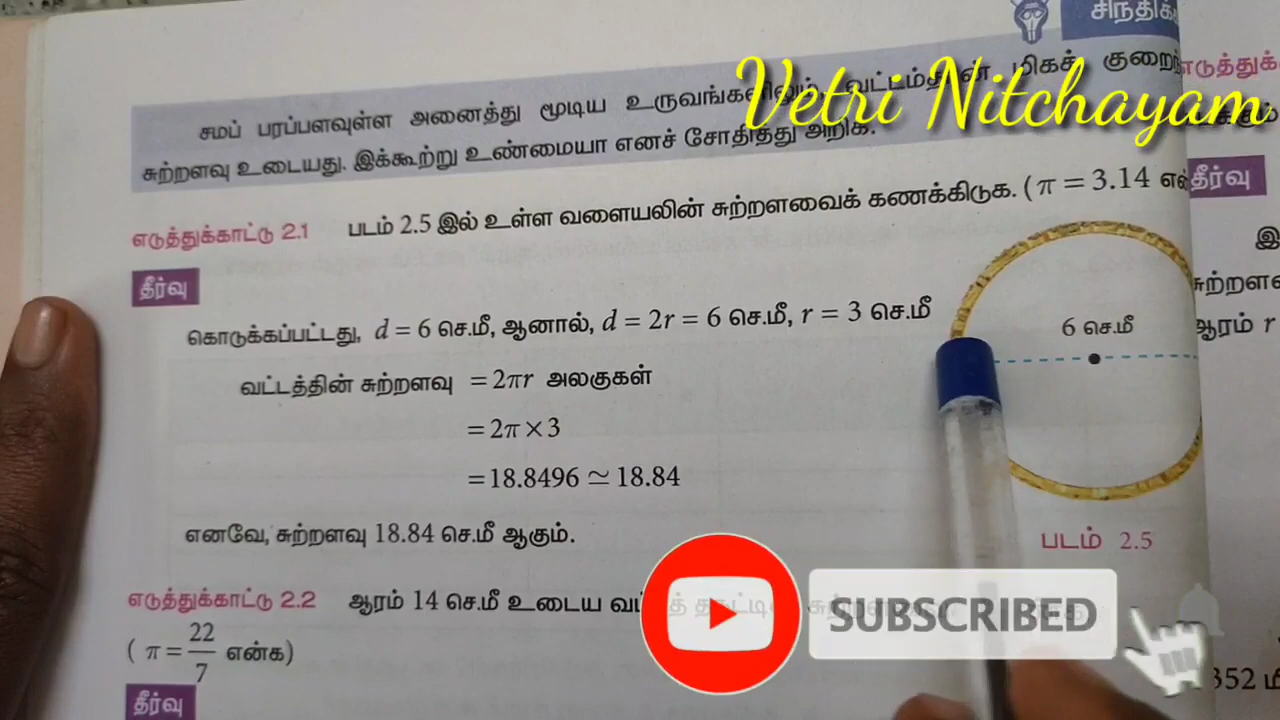 சிந்திக்க
Vetri Nitchayam
சமப் பரப்பளவுள்ள அனைத்து மூடிய உருவங்களிலும், வட்டம்தான் மிகச் குறைந்
சுற்றளவு உடையது. இக்கூற்று உண்மையா எனச் சோதித்து அறிக.
எடுத்துக்காட்டு 2.1 படம் 2.5 இல் உள்ள வளையலின் சுற்றளவைக் கணக்கிடுக. ( π = 3.14
தீர்வு
கொடுக்கப்பட்டது, d = 6 செ.மீ, ஆனால், d = 2r = 6 செ.மீ, r = 3 செ.மீ
6 செ.மீ
வட்டத்தின் சுற்றளவு = 2πr அலகுகள்
= 2π × 3
= 18.8496 ≃ 18.84
எனவே, சுற்றளவு 18.84 செ.மீ ஆகும்.
படம் 2.5
எடுத்துக்காட்டு 2.2 ஆரம் 14 செ.மீ உடைய
( π = 22/7 என்க)
தீர்வு
SUBSCRIBED
தீர்வு
ஆரம் r
352 மி